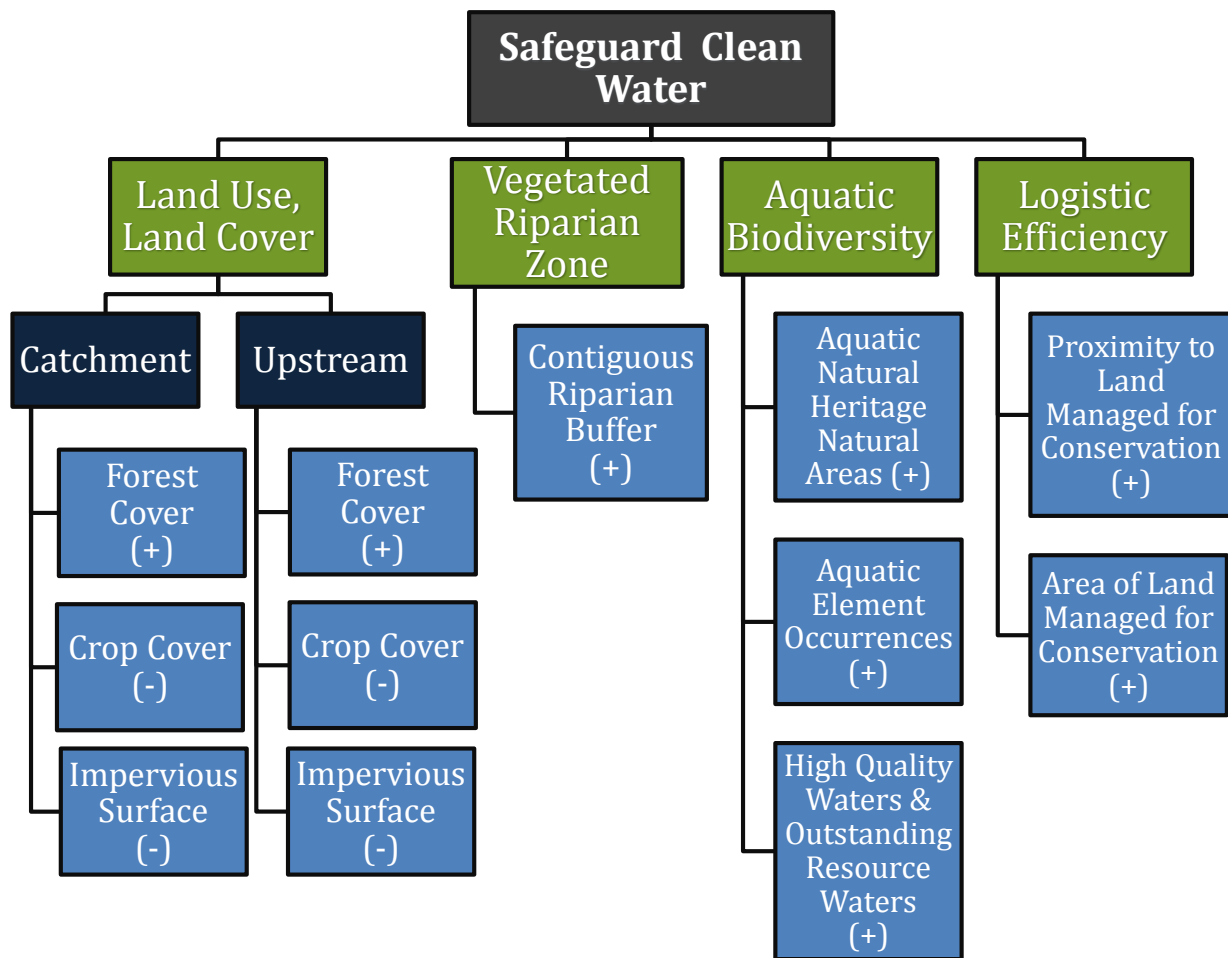 Safeguard Clean
Water
Land Use,
Land Cover
Vegetated
Riparian
Zone
Aquatic
Biodiversity
Logistic
Efficiency
Catchment
Upstream
Forest
Cover
(+)
Crop Cover
(-)
Impervious
Surface
(-)
Forest
Cover
(+)
Crop Cover
(-)
Impervious
Surface
(-)
Contiguous
Riparian
Buffer
(+)
Aquatic
Natural
Heritage
Natural
Areas (+)
Aquatic
Element
Occurrences
(+)
High Quality
Waters &
Outstanding
Resource
Waters
(+)
Proximity to
Land
Managed for
Conservation
(+)
Area of Land
Managed for
Conservation
(+)